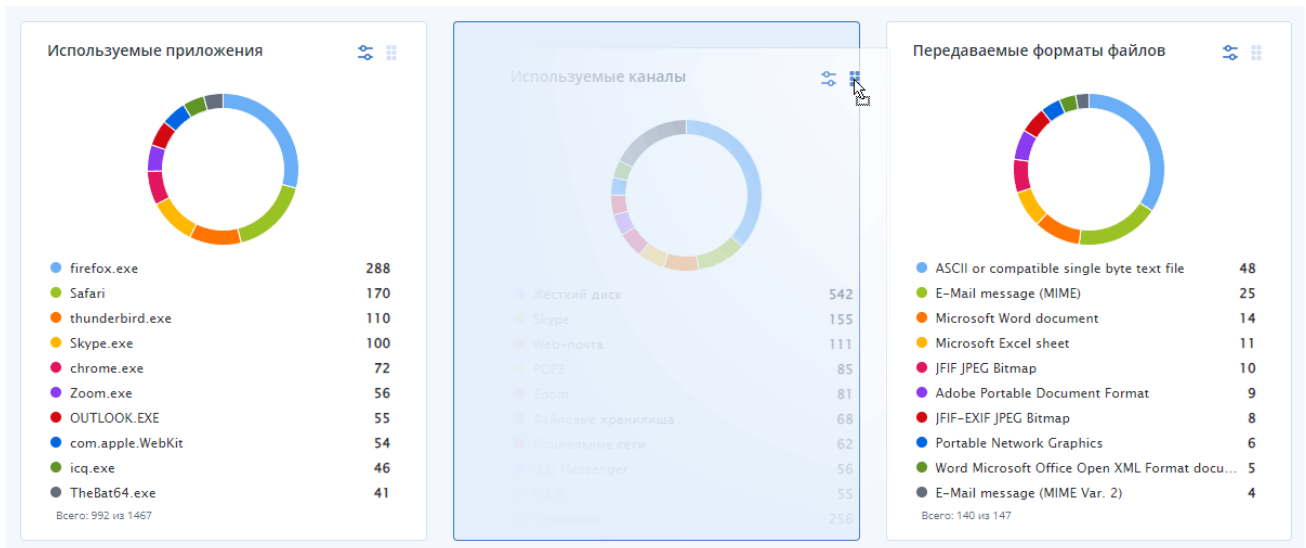 Используемые приложения
firefox.exe 288
Safari 170
thunderbird.exe 110
Skype.exe 100
chrome.exe 72
Zoom.exe 56
OUTLOOK.EXE 55
com.apple.WebKit 54
icq.exe 46
TheBat64.exe 41
Всего: 992 из 1467
Используемые каналы
Жесткий диск 542
Skype 155
Web-почта 111
POP3 85
Zoom 81
Файловые хранилища 68
Социальные сети 62
ICQ Messenger 56
55
256
Передаваемые форматы файлов
ASCII or compatible single byte text file 48
E-Mail message (MIME) 25
Microsoft Word document 14
Microsoft Excel sheet 11
JFIF JPEG Bitmap 10
Adobe Portable Document Format 9
JFIF-EXIF JPEG Bitmap 8
Portable Network Graphics 6
Word Microsoft Office Open XML Format docu... 5
E-Mail message (MIME Var. 2) 4
Всего: 140 из 147